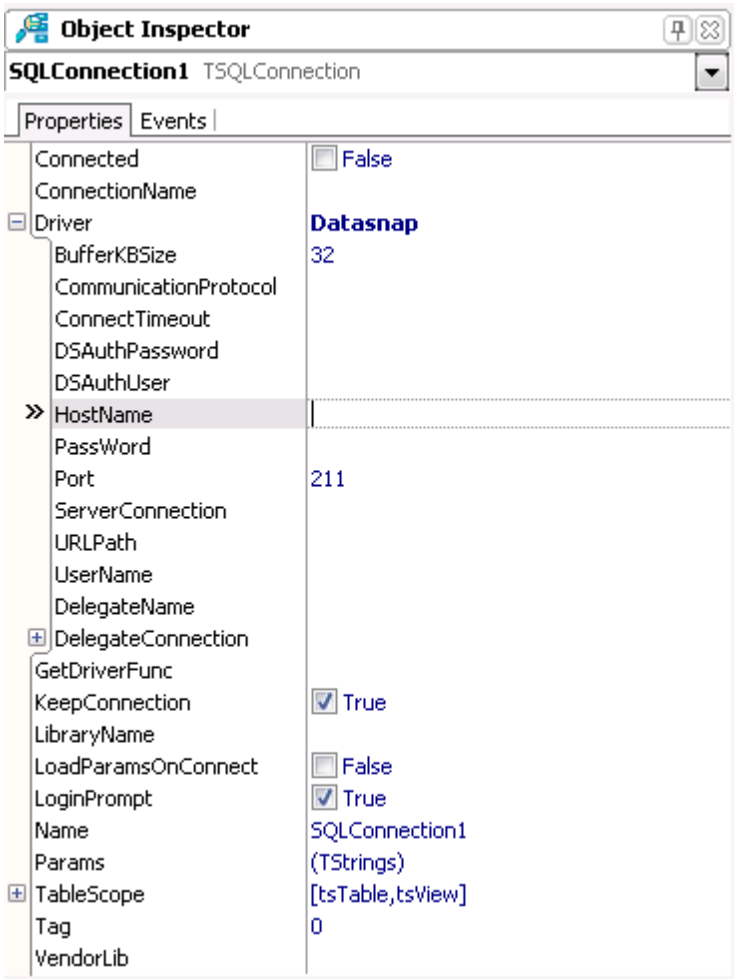 Object Inspector
SQLConnection1 TSQLConnection
Properties Events
Connected False
ConnectionName
Driver Datasnap
BufferKBSize 32
CommunicationProtocol
ConnectTimeout
DSAuthPassword
DSAuthUser
HostName
PassWord
Port 211
ServerConnection
URLPath
UserName
DelegateName
DelegateConnection
GetDriverFunc
KeepConnection True
LibraryName
LoadParamsOnConnect False
LoginPrompt True
Name SQLConnection1
Params (TStrings)
TableScope [tsTable,tsView]
Tag 0
VendorLib